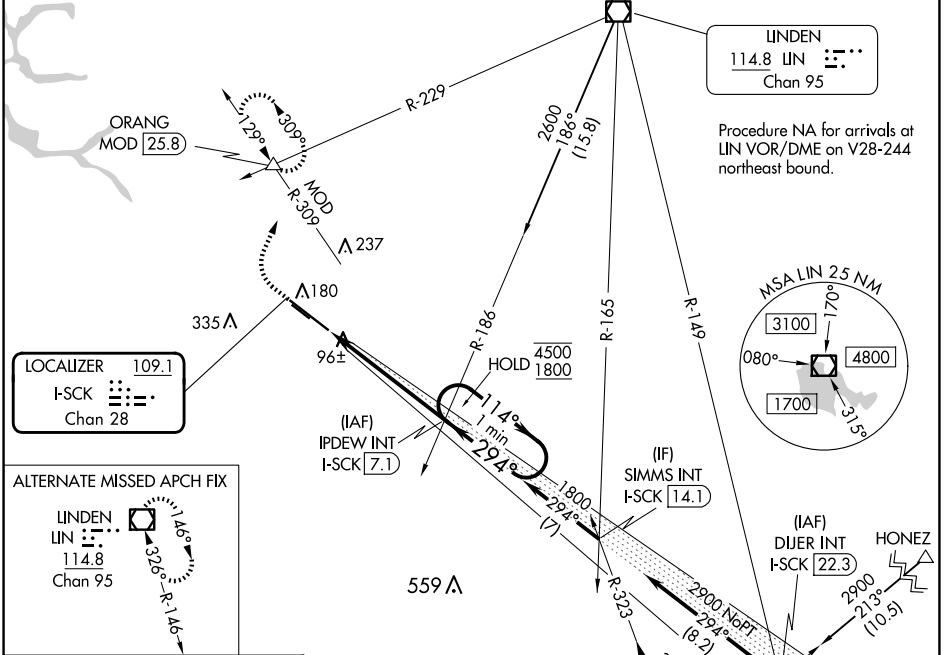 LINDEN
114.8 LIN
Chan 95
Procedure NA for arrivals at
LIN VOR/DME on V28-244
northeast bound.
R-229
2600
186°
(15.8)
ORANG
MOD 25.8
129°
309°
MOD
R-309
237
180
335
96±
LOCALIZER 109.1
I-SCK
Chan 28
R-186
R-165
R-149
HOLD 4500
1800
114°
1 min
294°
(IAF)
IPDEW INT
I-SCK 7.1
MSA LIN 25 NM
3100
170°
080°
4800
1700
315°
(IF)
SIMMS INT
I-SCK 14.1
1800
294°
(7)
ALTERNATE MISSED APCH FIX
LINDEN
LIN
114.8
Chan 95
146°
326°
R-146
559
R-323
(IAF)
DIJER INT
I-SCK 22.3
HONEZ
2900
213°
(10.5)
2900 NoPT
294°
(8.2)